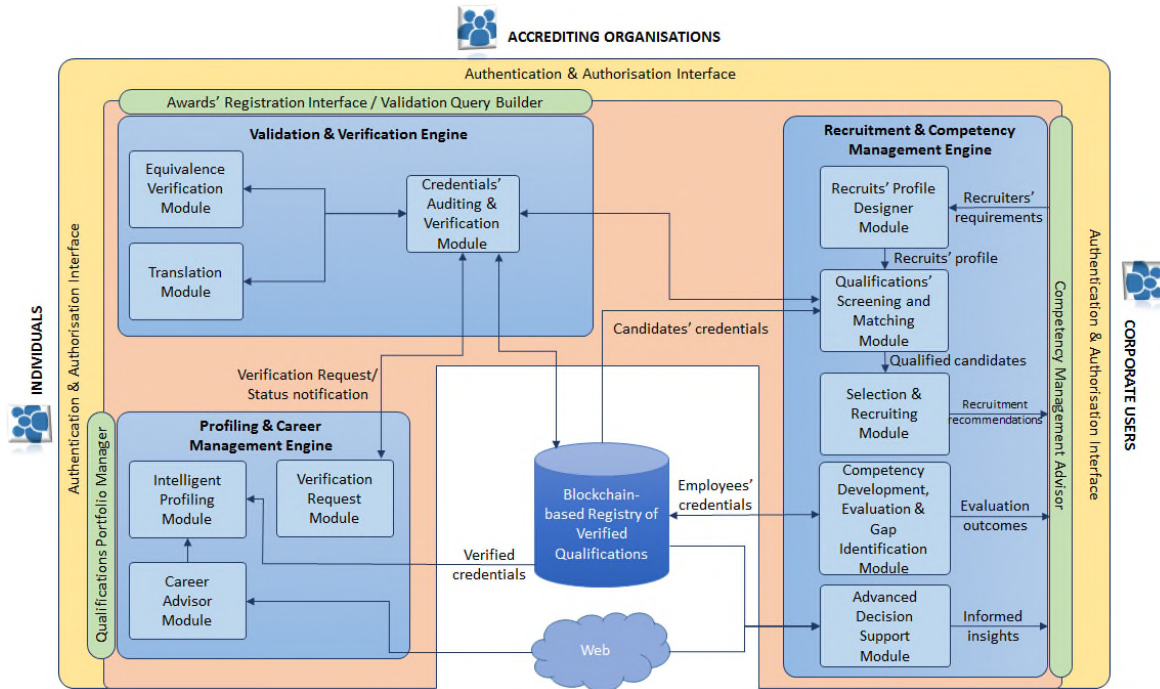 ACCREDITING ORGANISATIONS
Authentication & Authorisation Interface
Awards' Registration Interface / Validation Query Builder
Validation & Verification Engine
Equivalence
Verification
Module
Translation
Module
Credentials'
Auditing &
Verification
Module
Recruitment & Competency
Management Engine
Recruits' Profile
Designer
Module
Recruiters'
requirements
Recruits' profile
Qualifications'
Screening and
Matching
Module
Candidates' credentials
Qualified candidates
Selection &
Recruiting
Module
Recruitment
recommendations
Competency
Development,
Evaluation &
Gap
Identification
Module
Evaluation
outcomes
Advanced
Decision
Support
Module
Informed
insights
Competency Management Advisor
Authentication & Authorisation Interface
CORPORATE USERS
INDIVIDUALS
Authentication & Authorisation Interface
Qualifications Portfolio Manager
Verification Request/
Status notification
Profiling & Career
Management Engine
Intelligent
Profiling
Module
Verification
Request
Module
Career
Advisor
Module
Verified
credentials
Blockchain-
based Registry of
Verified
Qualifications
Employees'
credentials
Web